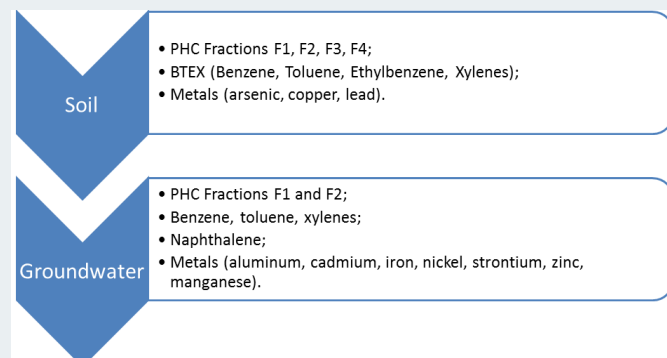 Soil
• PHC Fractions F1, F2, F3, F4;
• BTEX (Benzene, Toluene, Ethylbenzene, Xylenes);
• Metals (arsenic, copper, lead).
Groundwater
• PHC Fractions F1 and F2;
• Benzene, toluene, xylenes;
• Naphthalene;
• Metals (aluminum, cadmium, iron, nickel, strontium, zinc,
manganese).